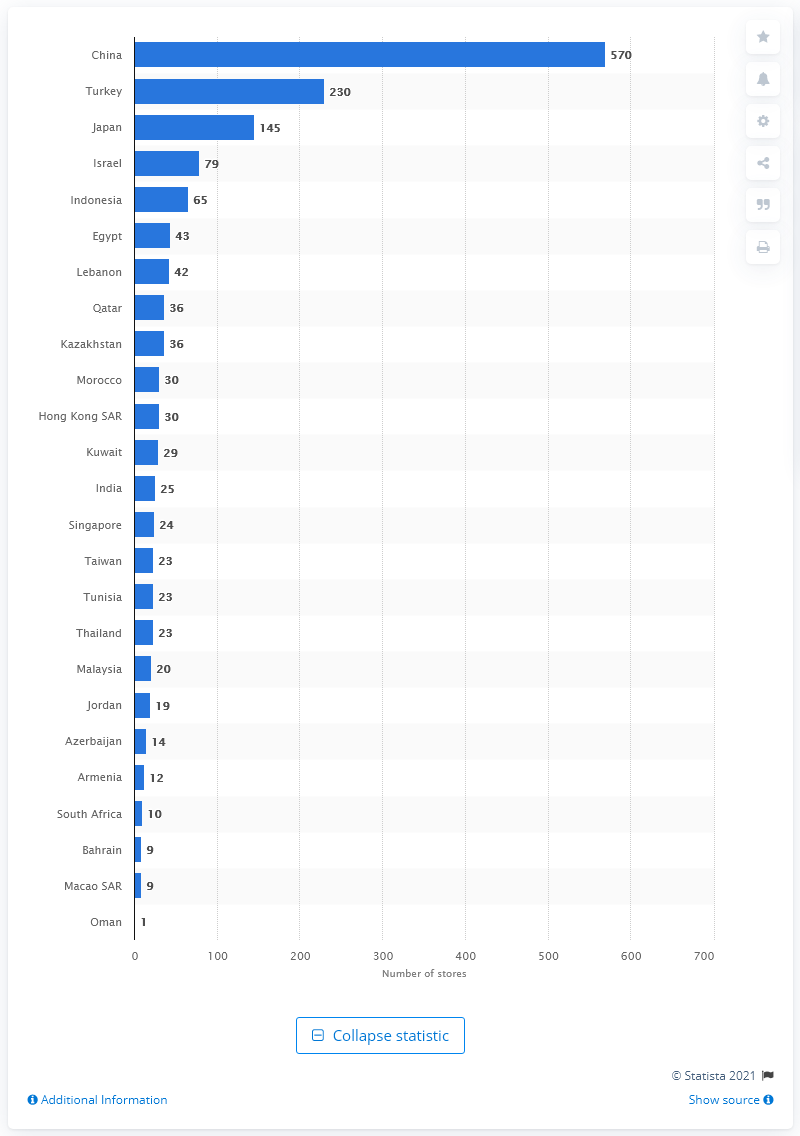 China 570
Turkey 230
Japan 145
Israel 79
Indonesia 65
Egypt 43
Lebanon 42
Qatar 36
Kazakhstan 36
Morocco 30
Hong Kong SAR 30
Kuwait 29
India 25
Singapore 24
Taiwan 23
Tunisia 23
Thailand 23
Malaysia 20
Jordan 19
Azerbaijan 14
Armenia 12
South Africa 10
Bahrain 9
Macao SAR 9
Oman 1
0 100 200 300 400 500 600 700
Number of stores
Collapse statistic
© Statista 2021
Additional Information Show source